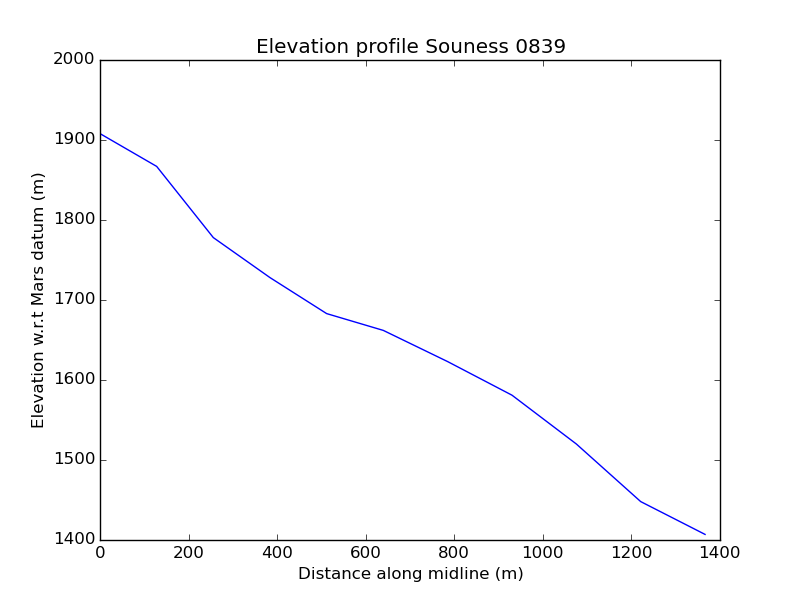 Elevation profile Souness 0839
2000
1900
1800
1700
1600
1500
1400
Elevation w.r.t Mars datum (m)
0 200 400 600 800 1000 1200 1400
Distance along midline (m)